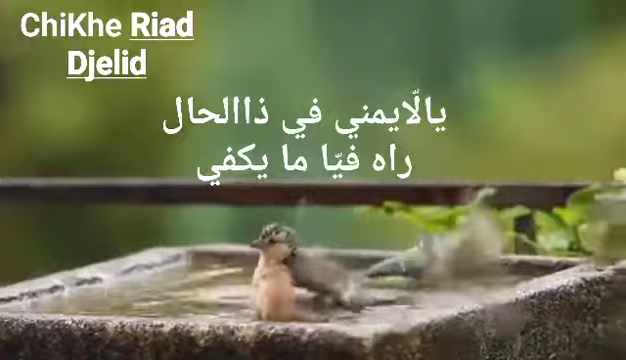 ChiKhe Riad
Djelid
يالّايمني في ذاالحال
راه فيّا ما يكفي